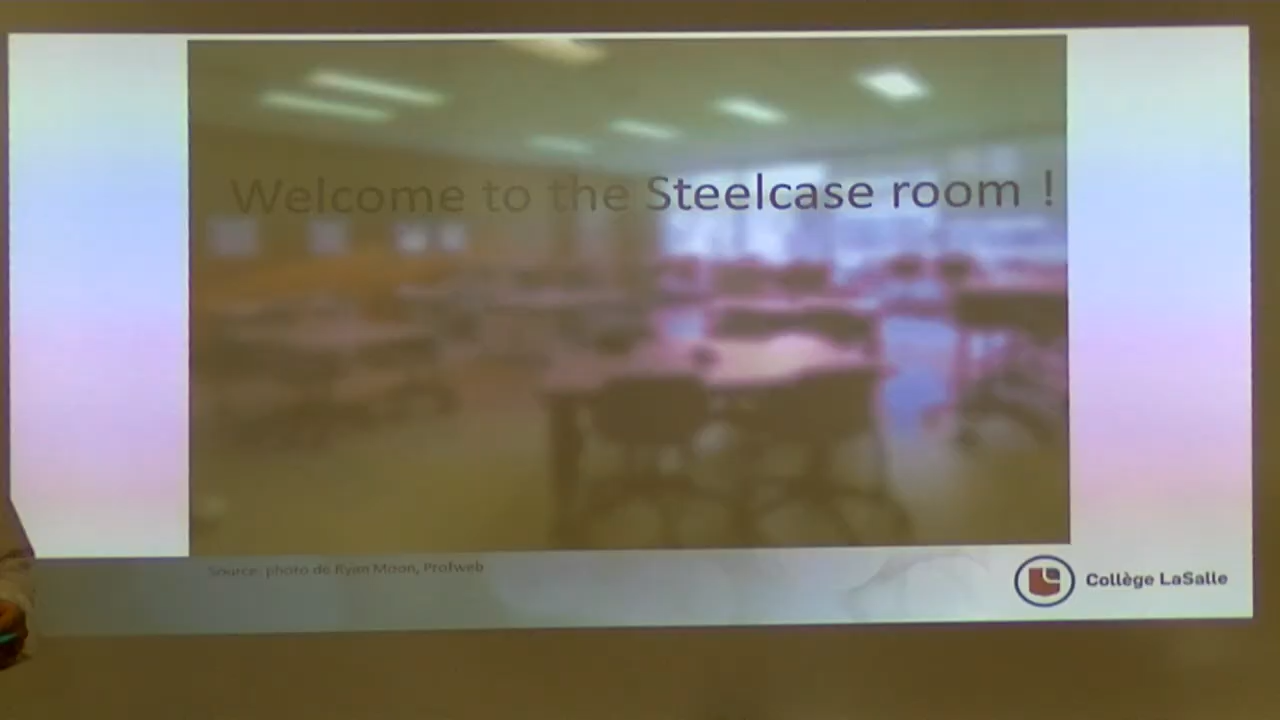 Welcome to the Steelcase room !
Source- photo de Ryan Moon, Profweb
Collège LaSalle